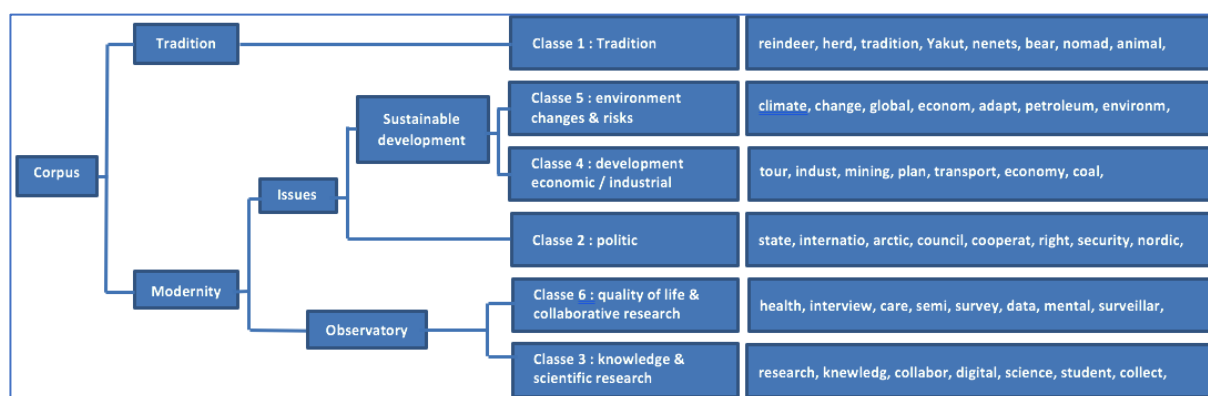 Tradition
Classe 1 : Tradition
reindeer, herd, tradition, Yakut, nenets, bear, nomad, animal,
Sustainable
development
Classe 5 : environment
changes & risks
climate, change, global, econom, adapt, petroleum, environm,
Corpus
Classe 4 : development
economic / industrial
tour, indust, mining, plan, transport, economy, coal,
Issues
Classe 2 : politic
state, internatio, arctic, council, cooperat, right, security, nordic,
Modernity
Classe 6 : quality of life &
collaborative research
health, interview, care, semi, survey, data, mental, surveillar,
Observatory
Classe 3 : knowledge &
scientific research
research, knewledg, collabor, digital, science, student, collect,